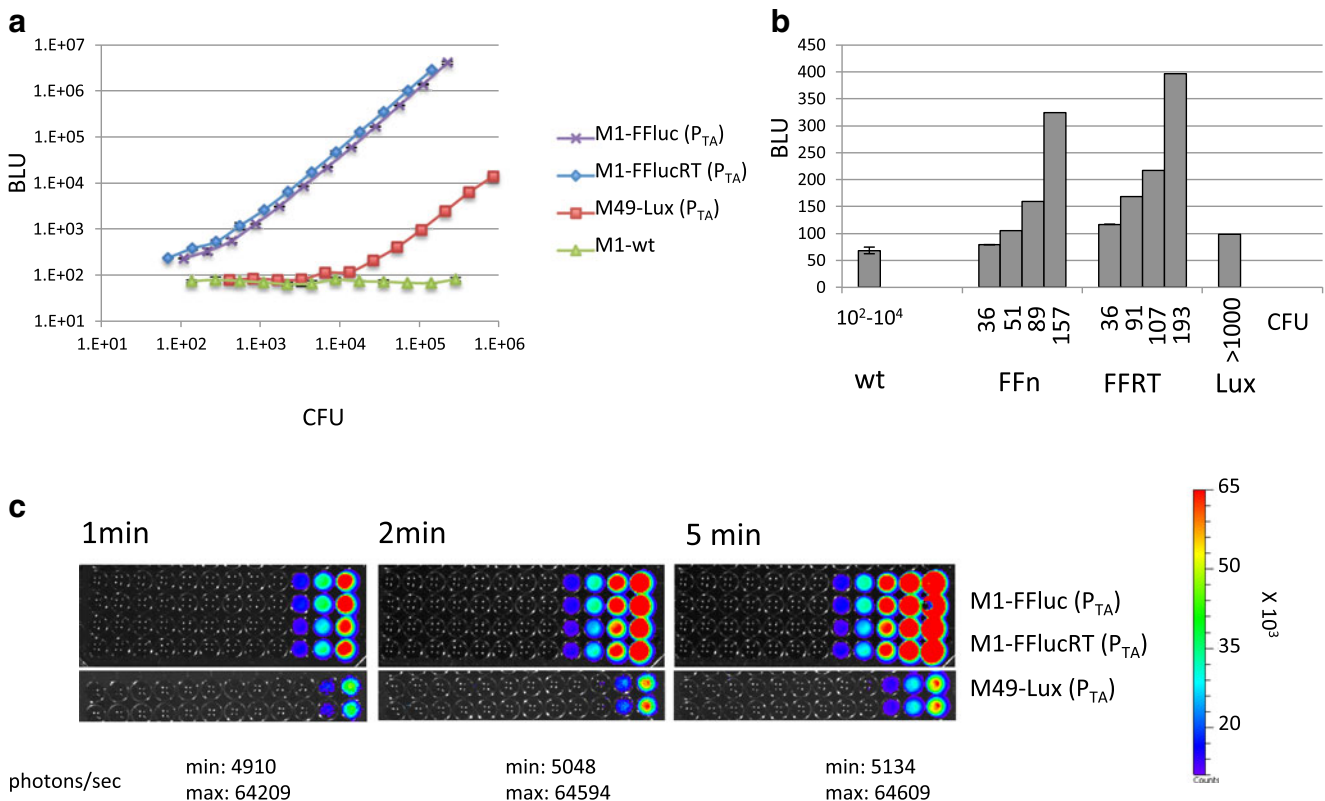 a
1.E+07
1.E+06
1.E+05
1.E+04
1.E+03
1.E+02
1.E+01
BLU
1.E+01 1.E+02 1.E+03 1.E+04 1.E+05 1.E+06
CFU
M1-FFluc (PTA)
M1-FFlucRT (PTA)
M49-Lux (PTA)
M1-wt
b
450
400
350
300
250
200
150
100
50
0
BLU
10²-10⁴ 36 51 89 157 36 91 107 193 >1000 CFU
wt FFn FFRT Lux
c
1min 2min 5 min
M1-FFluc (PTA)
M1-FFlucRT (PTA)
M49-Lux (PTA)
65
50
35
20
X 10³
Counts
photons/sec
min: 4910 min: 5048 min: 5134
max: 64209 max: 64594 max: 64609